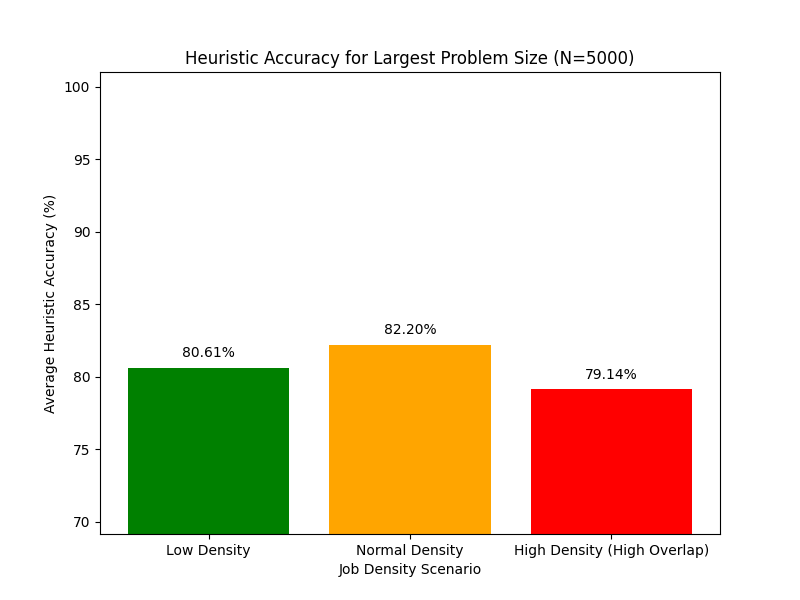 Heuristic Accuracy for Largest Problem Size (N=5000)
Average Heuristic Accuracy (%)
100
95
90
85
80
75
70
80.61%
82.20%
79.14%
Low Density
Normal Density
High Density (High Overlap)
Job Density Scenario